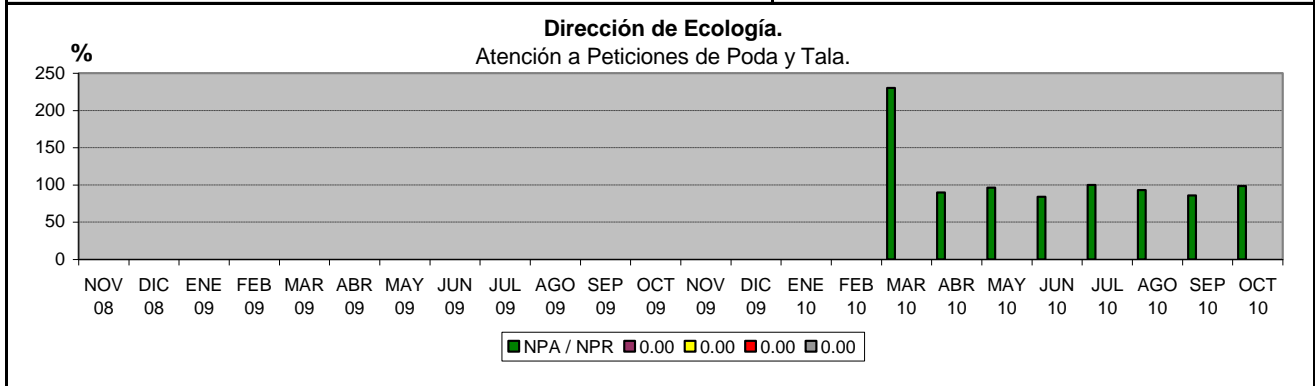 Dirección de Ecología.
Atención a Peticiones de Poda y Tala.
%
250
200
150
100
50
0
NOV DIC ENE FEB MAR ABR MAY JUN JUL AGO SEP OCT NOV DIC ENE FEB MAR ABR MAY JUN JUL AGO SEP OCT
08 08 09 09 09 09 09 09 09 09 09 09 09 09 10 10 10 10 10 10 10 10 10 10
NPA / NPR 0.00 0.00 0.00 0.00